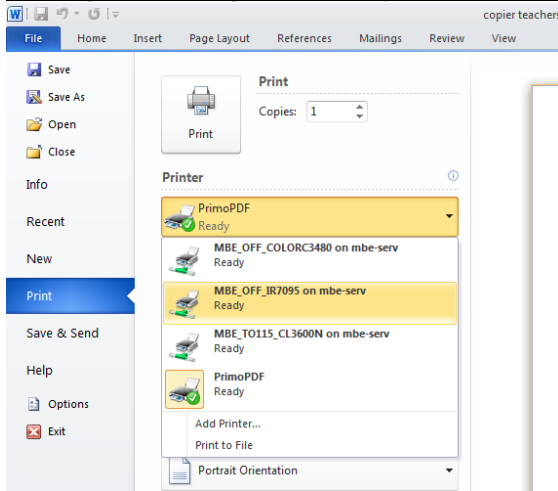 W
copier teachers
File Home Insert Page Layout References Mailings Review View
Save
Save As
Open
Close
Info
Recent
New
Print
Save & Send
Help
Options
Exit
Print
Print
Copies: 1
Printer
PrimoPDF
Ready
MBE_OFF_COLORC3480 on mbe-serv
Ready
MBE_OFF_IR7095 on mbe-serv
Ready
MBE_TO115_CL3600N on mbe-serv
Ready
PrimoPDF
Ready
Add Printer...
Print to File
Portrait Orientation